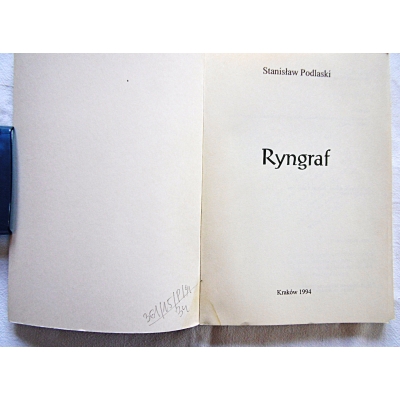 Stanisław Podlaski
Ryngraf
Kraków 1994